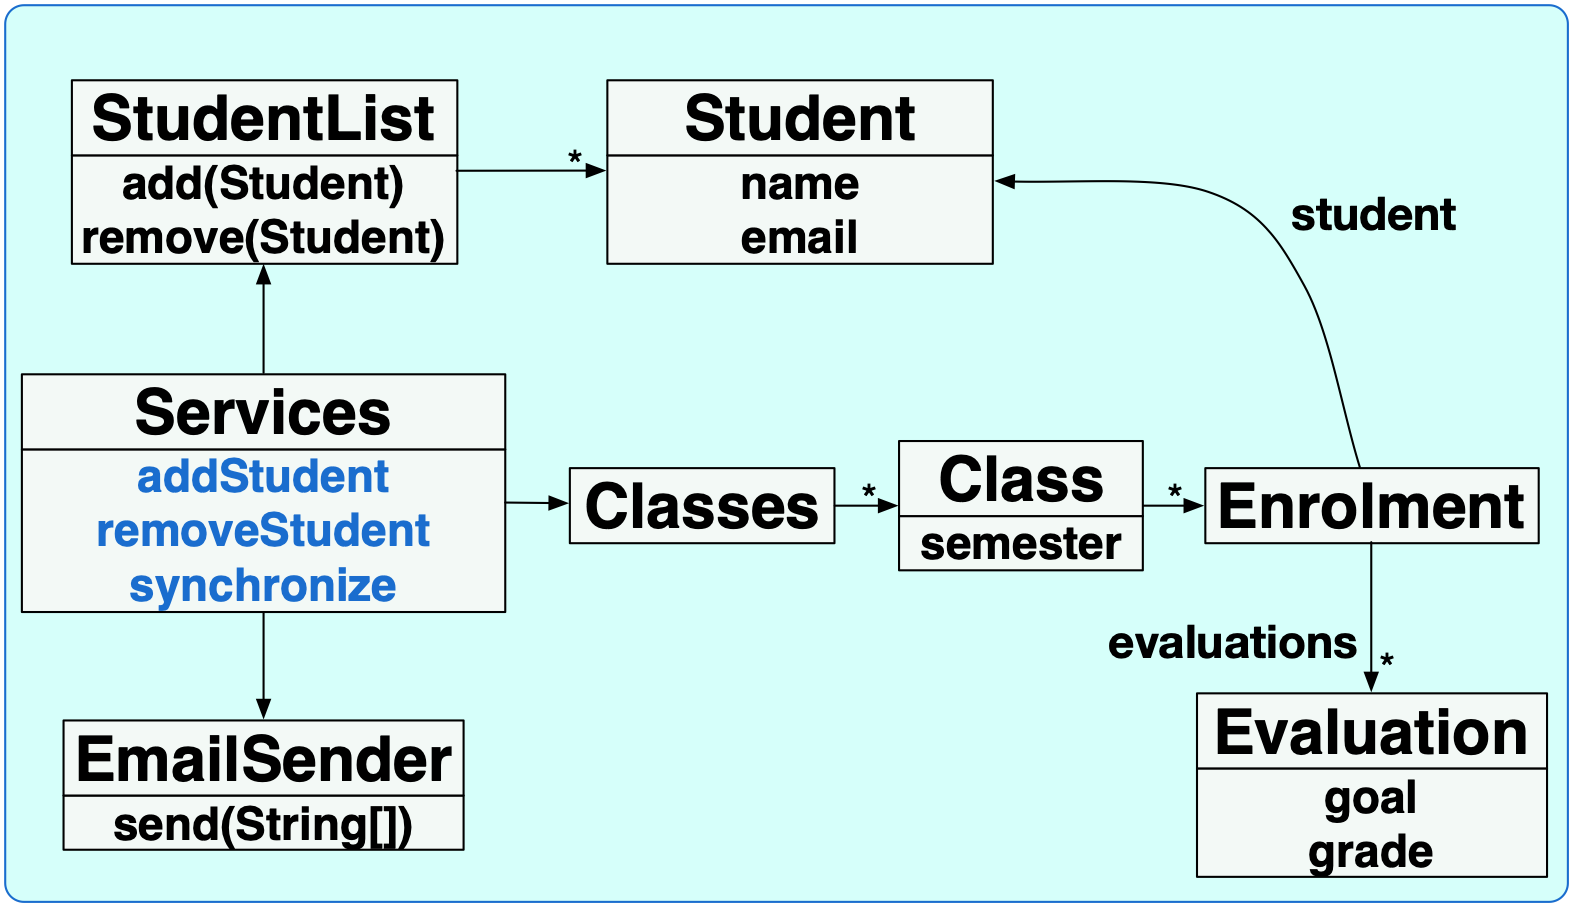 StudentList
add(Student)
remove(Student)
*
Student
name
email
student
Services
addStudent
removeStudent
synchronize
Classes
*
Class
semester
*
Enrolment
evaluations
*
EmailSender
send(String[])
Evaluation
goal
grade